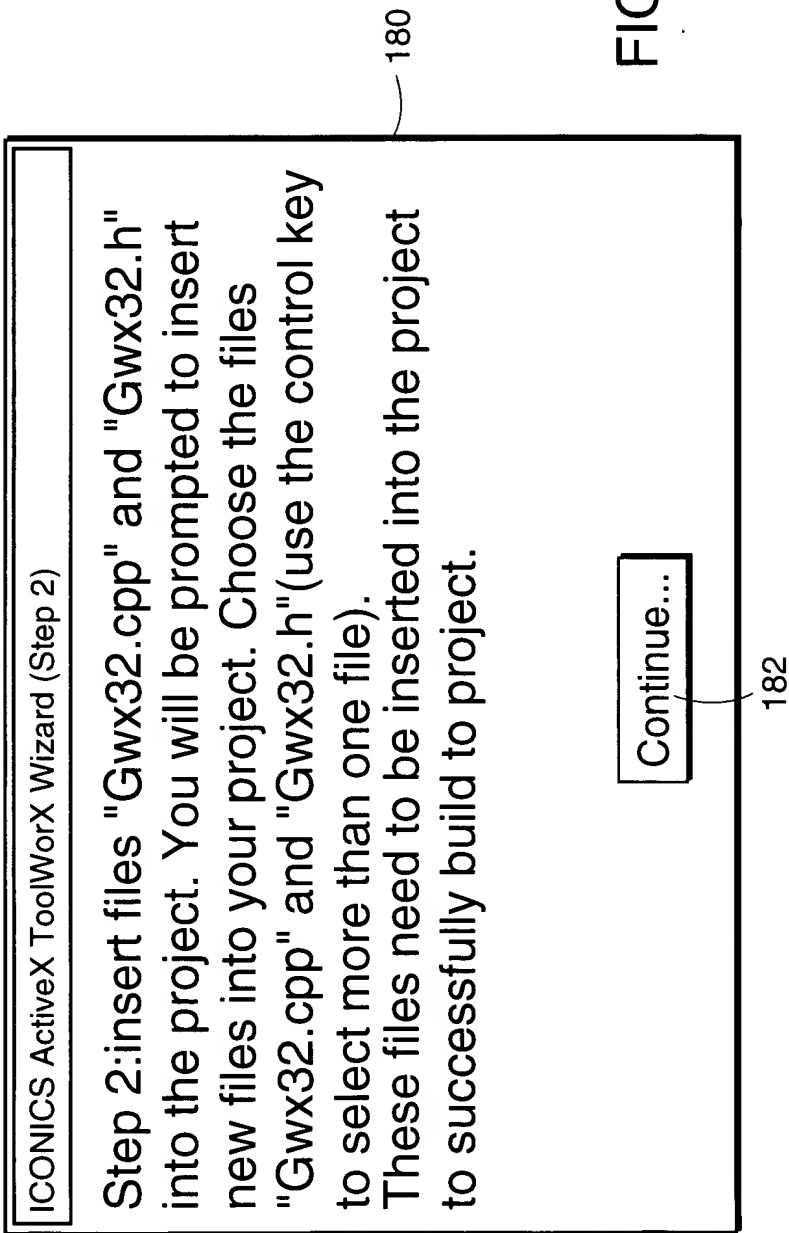 ICONICS ActiveX ToolWorX Wizard (Step 2)
Step 2:insert files "Gwx32.cpp" and "Gwx32.h"
into the project. You will be prompted to insert
new files into your project. Choose the files
"Gwx32.cpp" and "Gwx32.h"(use the control key
to select more than one file).
These files need to be inserted into the project
to successfully build to project.
Continue...
182
180